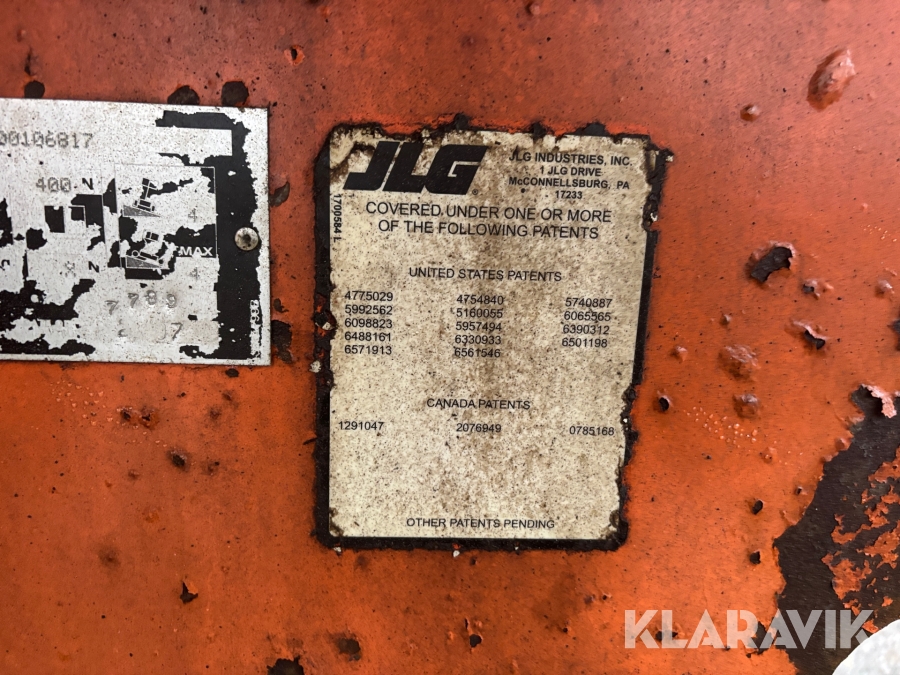 00106817
400 N
4
MAX
N
4
JLG
JLG INDUSTRIES, INC.
1 JLG DRIVE
McCONNELLSBURG, PA
17233
1700584 L
COVERED UNDER ONE OR MORE
OF THE FOLLOWING PATENTS
UNITED STATES PATENTS
4775029 4754840 5740887
5992562 5160055 6065565
6098823 5957494 6390312
6488161 6330933 6501198
6571913 6561546
CANADA PATENTS
1291047 2076949 0785168
OTHER PATENTS PENDING
KLARAVIK